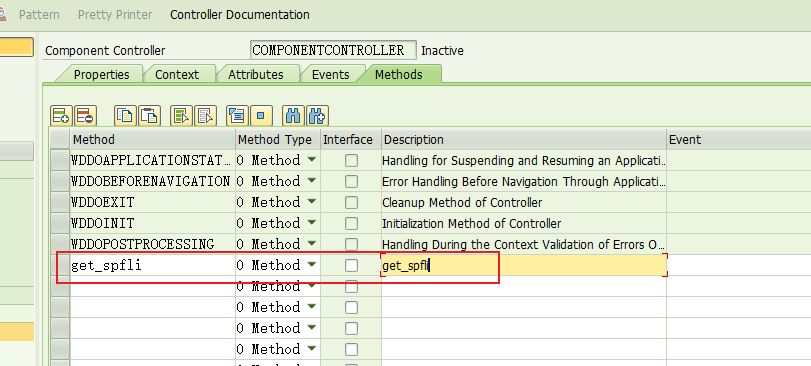 Pattern Pretty Printer Controller Documentation
Component Controller COMPONENTCONTROLLER Inactive
Properties Context Attributes Events Methods
Method Method Type Interface Description Event
WDDOAPPLICATIONSTAT... 0 Method Handling for Suspending and Resuming an Applicati...
WDDOBEFORENAVIGATION 0 Method Error Handling Before Navigation Through Applicati...
WDDOEXIT 0 Method Cleanup Method of Controller
WDDOINIT 0 Method Initialization Method of Controller
WDDOPOSTPROCESSING 0 Method Handling During the Context Validation of Errors O...
get_spfli 0 Method get_spfli
0 Method
0 Method
0 Method
0 Method
0 Method